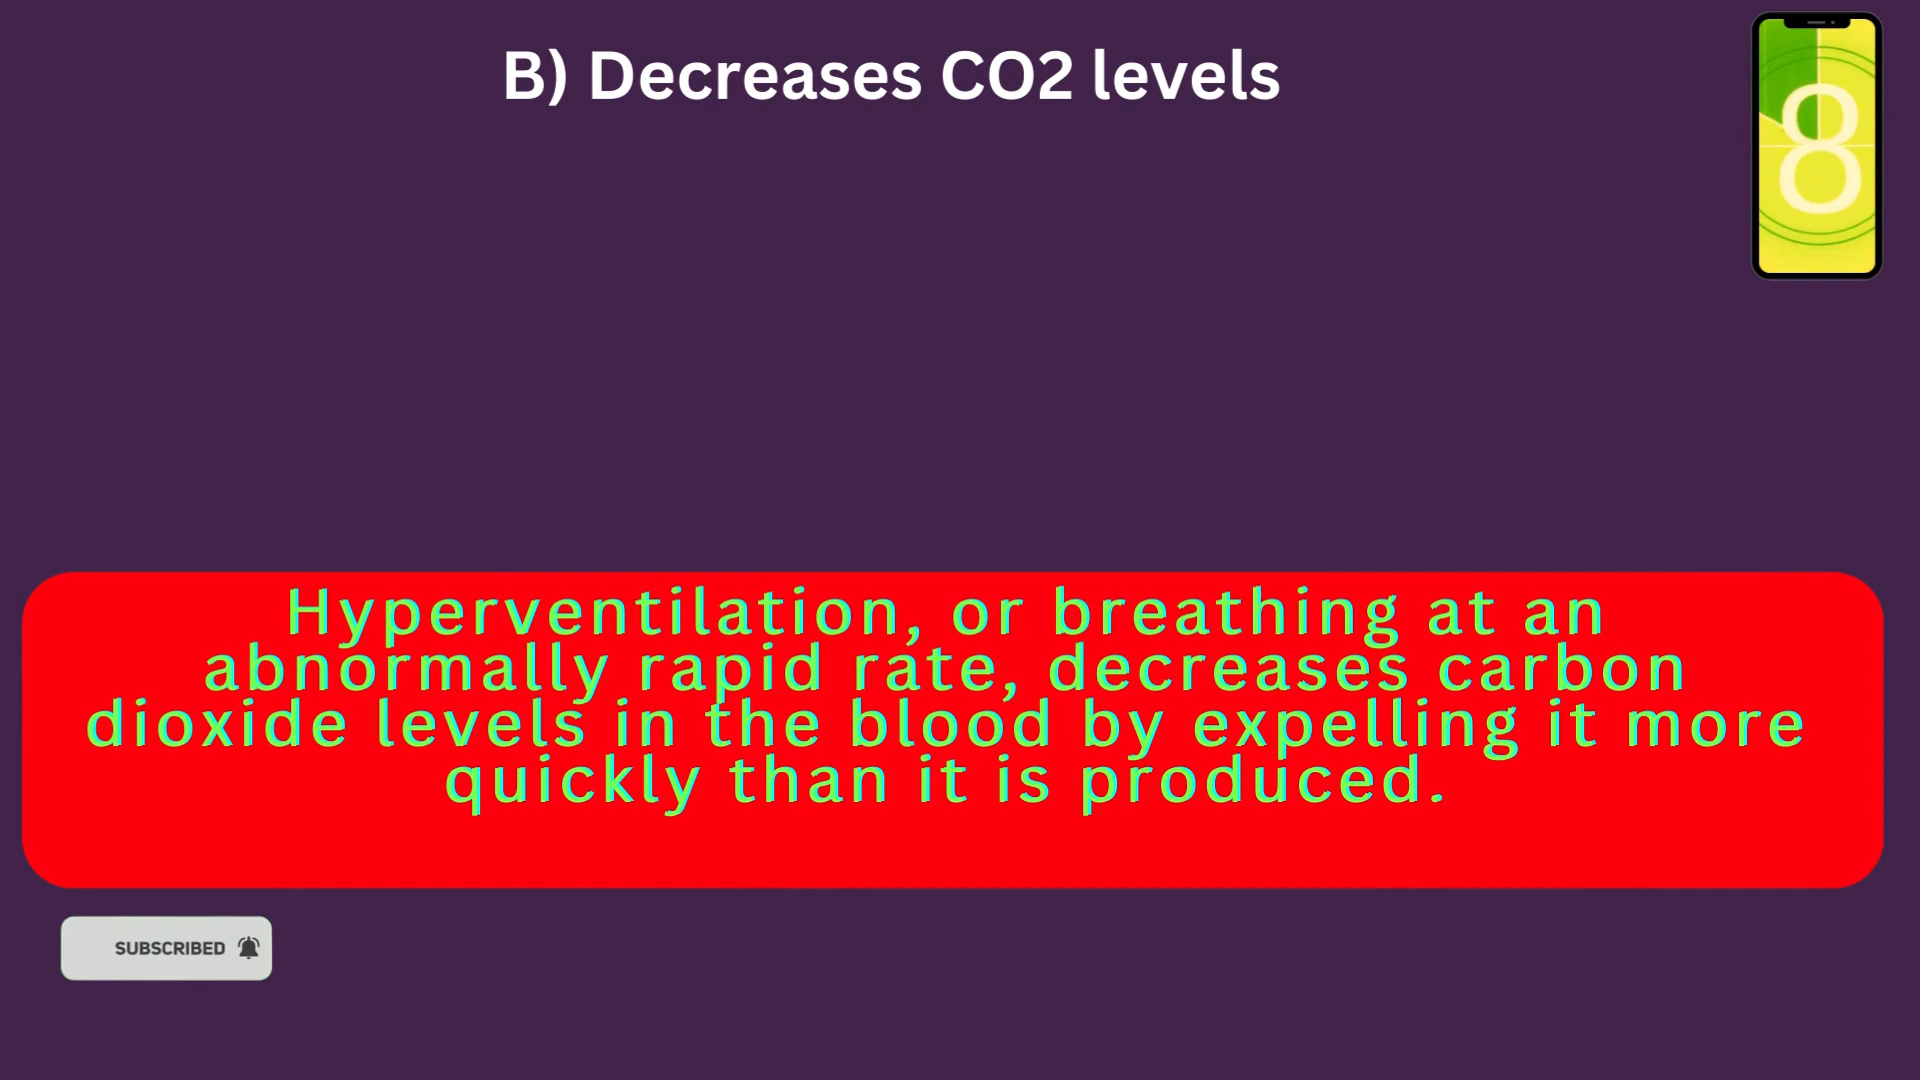 B) Decreases CO2 levels
8
Hyperventilation, or breathing at an
abnormally rapid rate, decreases carbon
dioxide levels in the blood by expelling it more
quickly than it is produced.
SUBSCRIBED